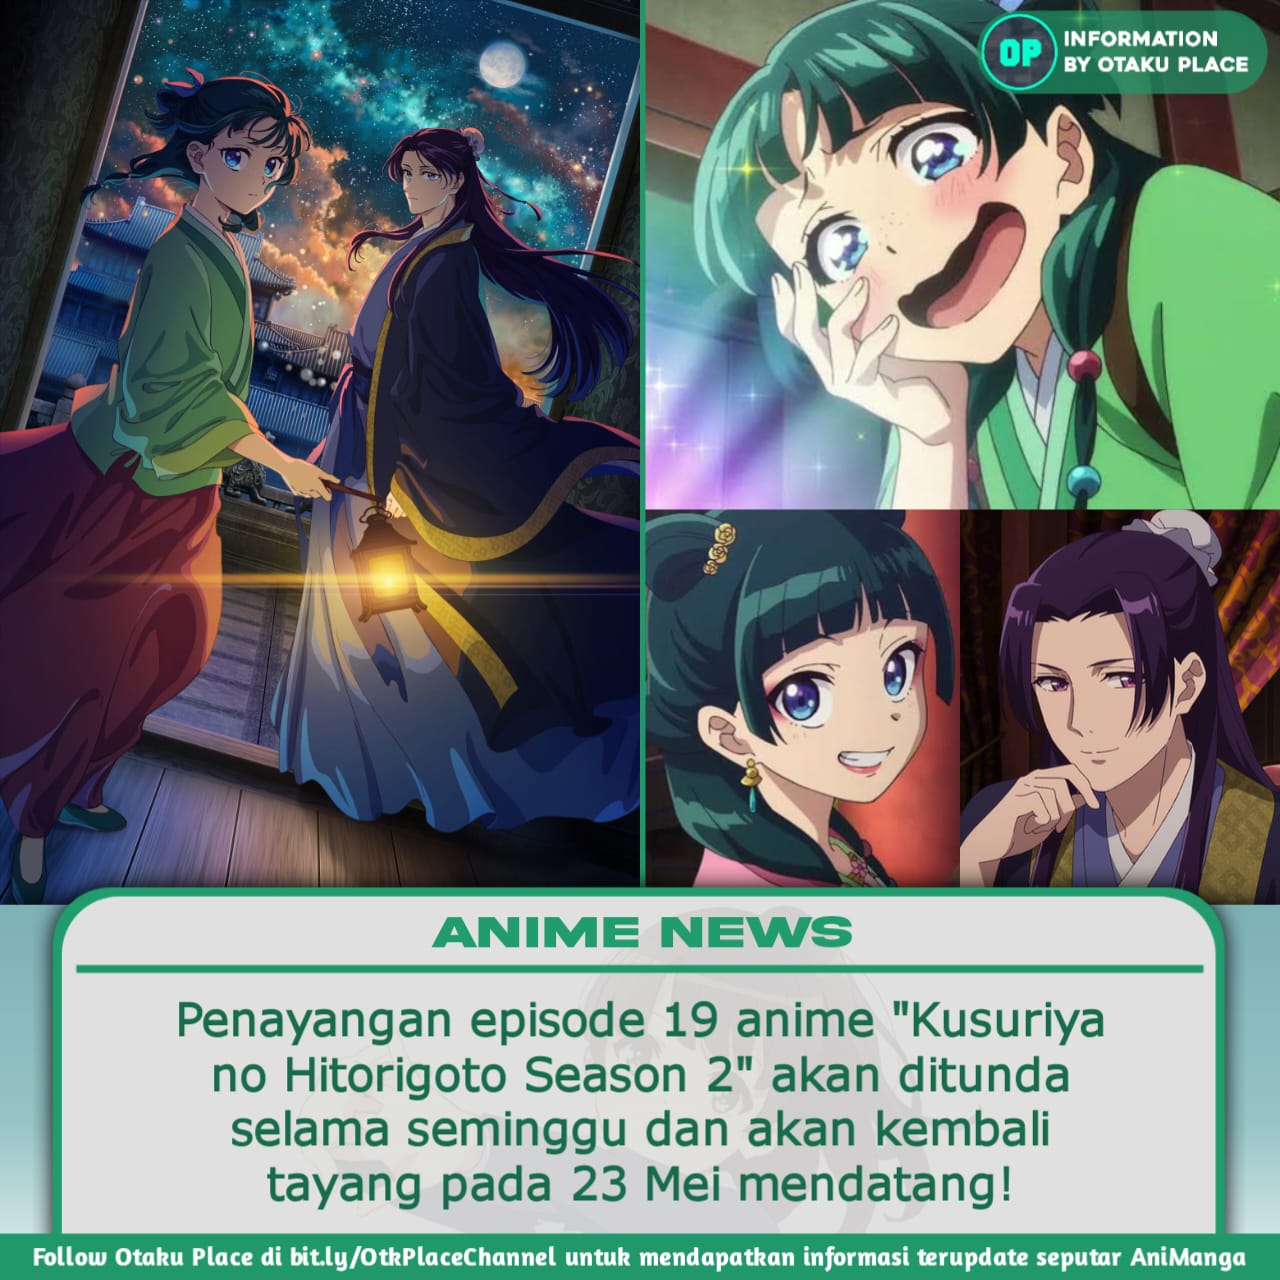 OP
INFORMATION
BY OTAKU PLACE
ANIME NEWS
Penayangan episode 19 anime "Kusuriya
no Hitorigoto Season 2" akan ditunda
selama seminggu dan akan kembali
tayang pada 23 Mei mendatang!
Follow Otaku Place di bit.ly/OtkPlaceChannel untuk mendapatkan informasi terupdate seputar AniManga